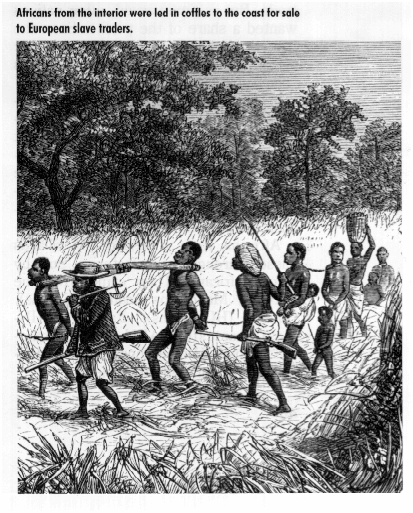 Africans from the interior were led in coffles to the coast for sale
to European slave traders.